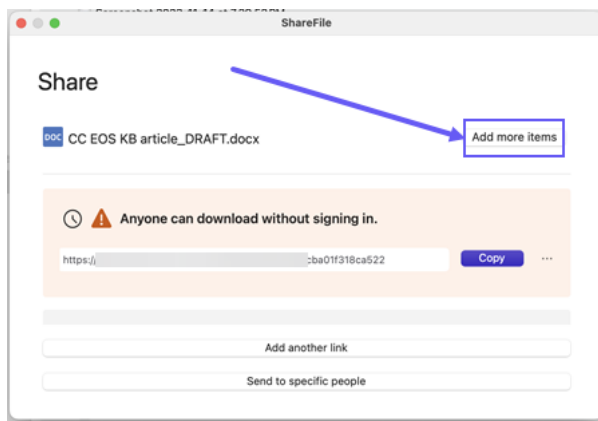 ShareFile
Share
DOC CC EOS KB article_DRAFT.docx
Add more items
Anyone can download without signing in.
https:/ cba01f318ca522
Copy ...
Add another link
Send to specific people